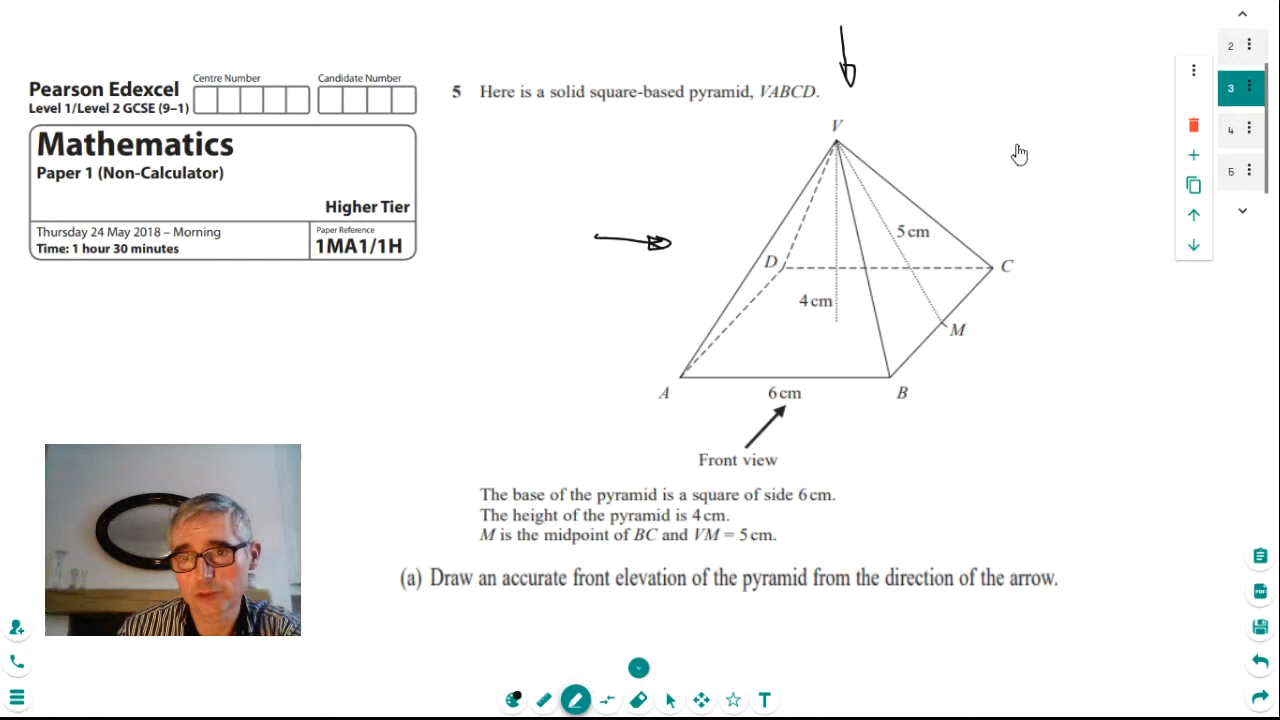 Pearson Edexcel
Level 1/Level 2 GCSE (9–1)
Centre Number
Candidate Number
Mathematics
Paper 1 (Non-Calculator)
Higher Tier
Thursday 24 May 2018 – Morning
Time: 1 hour 30 minutes
Paper Reference
1MA1/1H
5 Here is a solid square-based pyramid, VABCD.
V
5 cm
D
C
4 cm
M
A
6 cm
B
Front view
The base of the pyramid is a square of side 6 cm.
The height of the pyramid is 4 cm.
M is the midpoint of BC and VM = 5 cm.
(a) Draw an accurate front elevation of the pyramid from the direction of the arrow.
2
3
4
5
PDF
T